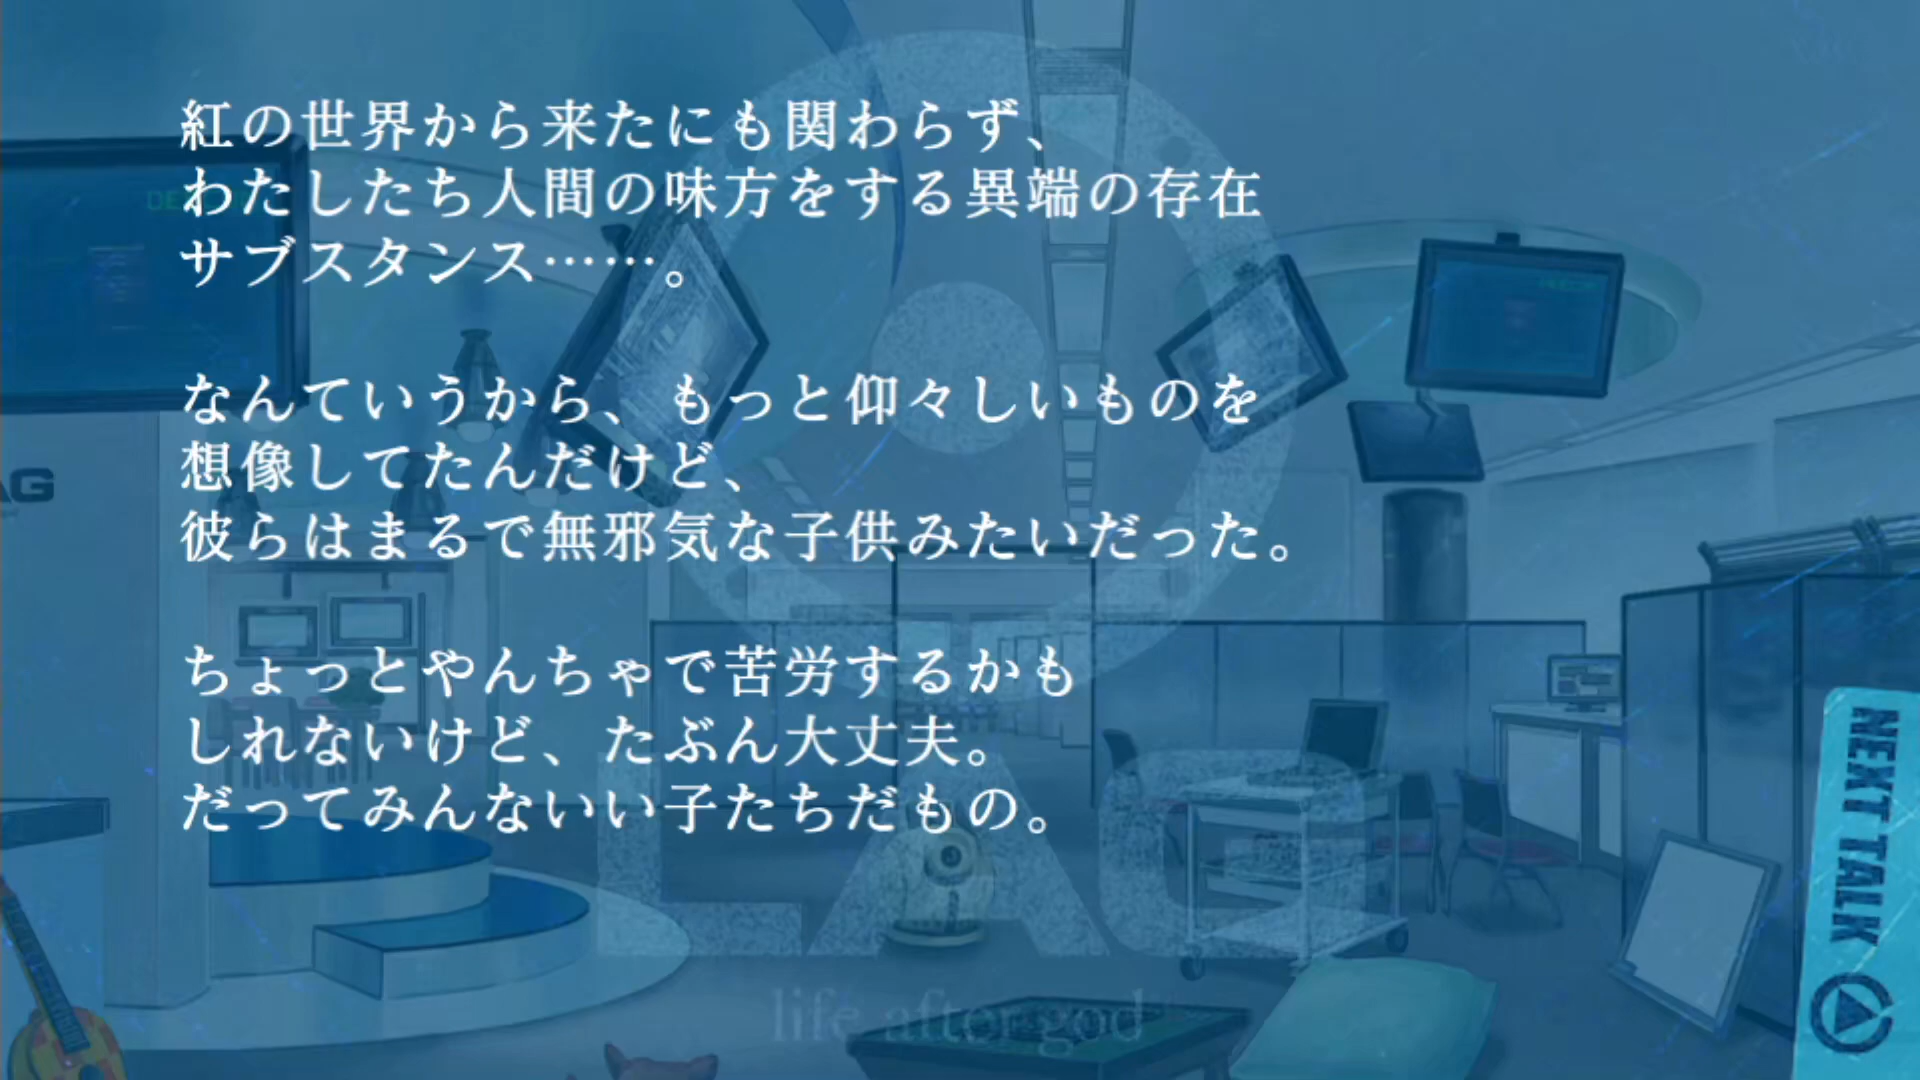 紅の世界から来たにも関わらず、
わたしたち人間の味方をする異端の存在
サブスタンス……。
なんていうから、もっと仰々しいものを
想像してたんだけど、
彼らはまるで無邪気な子供みたいだった。
ちょっとやんちゃで苦労するかも
しれないけど、たぶん大丈夫。
だってみんないい子たちだもの。
AG
LAG
life after god
NEXT TALK